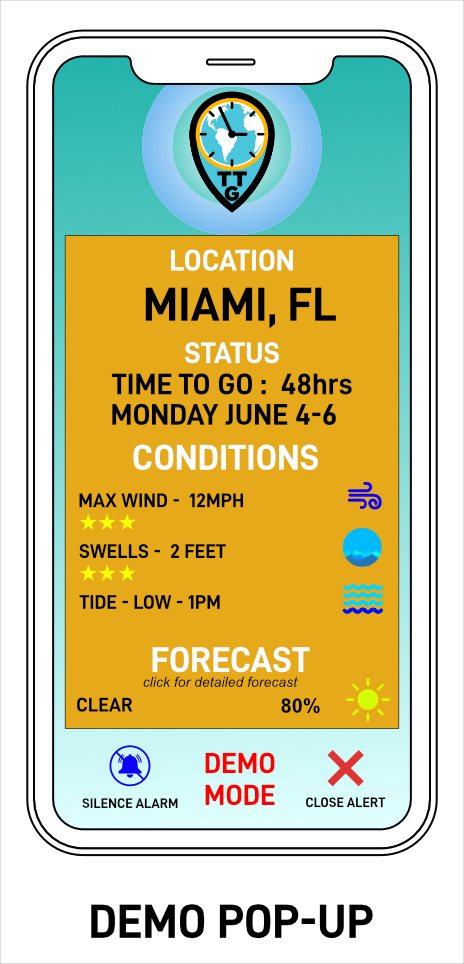 TT
G
LOCATION
MIAMI, FL
STATUS
TIME TO GO : 48hrs
MONDAY JUNE 4-6
CONDITIONS
MAX WIND - 12MPH
SWELLS - 2 FEET
TIDE - LOW - 1PM
FORECAST
click for detailed forecast
CLEAR 80%
DEMO
MODE
SILENCE ALARM
CLOSE ALERT
DEMO POP-UP